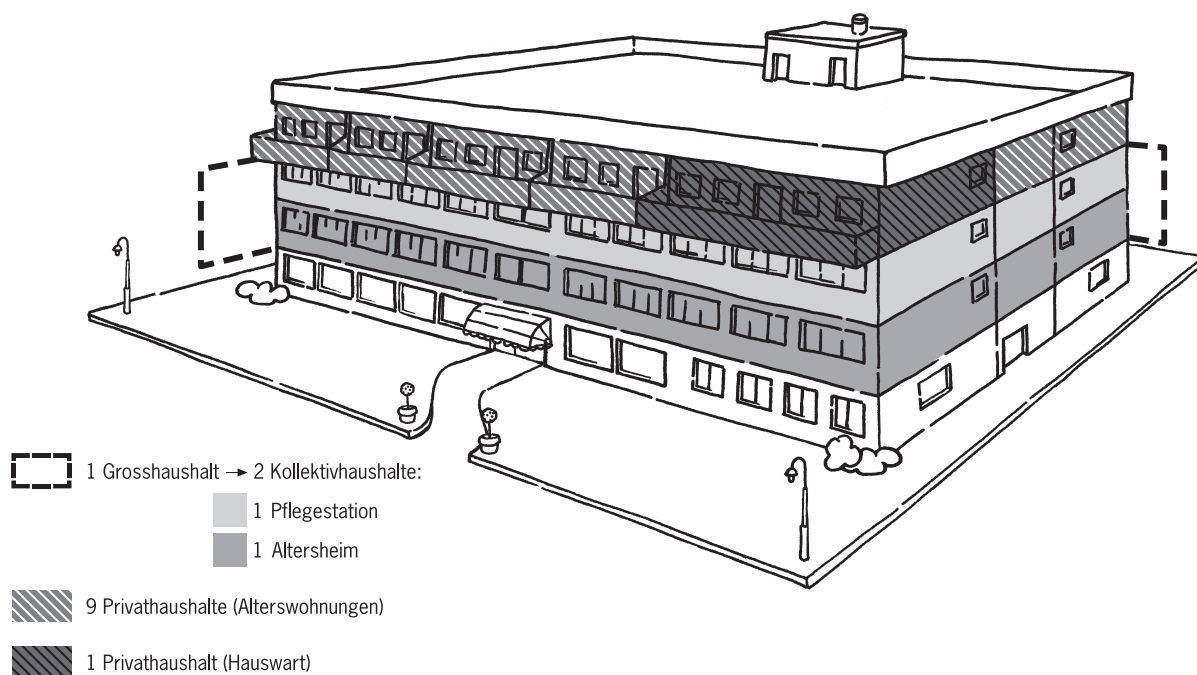 1 Grosshaushalt → 2 Kollektivhaushalte:
1 Pflegestation
1 Altersheim
9 Privathaushalte (Alterswohnungen)
1 Privathaushalt (Hauswart)